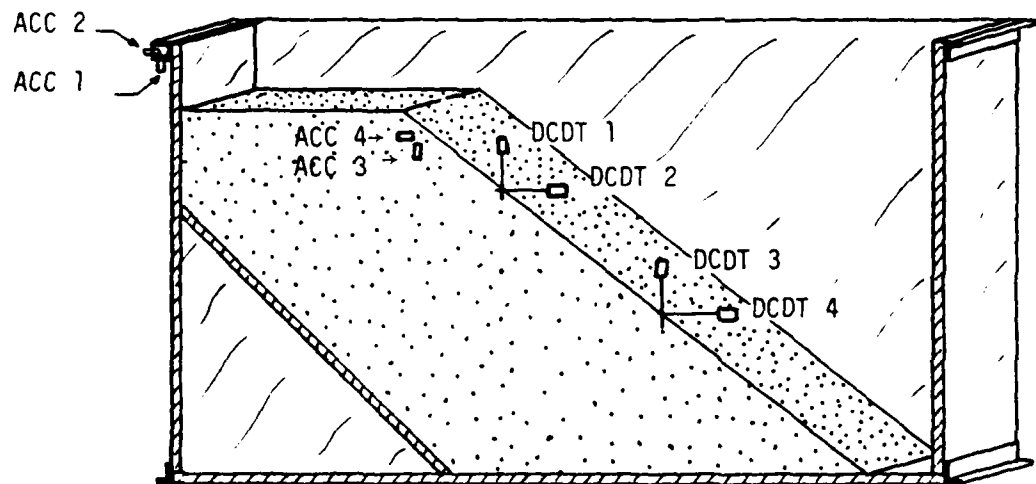 ACC 2
ACC 1
ACC 4
ACC 3
DCDT 1
DCDT 2
DCDT 3
DCDT 4